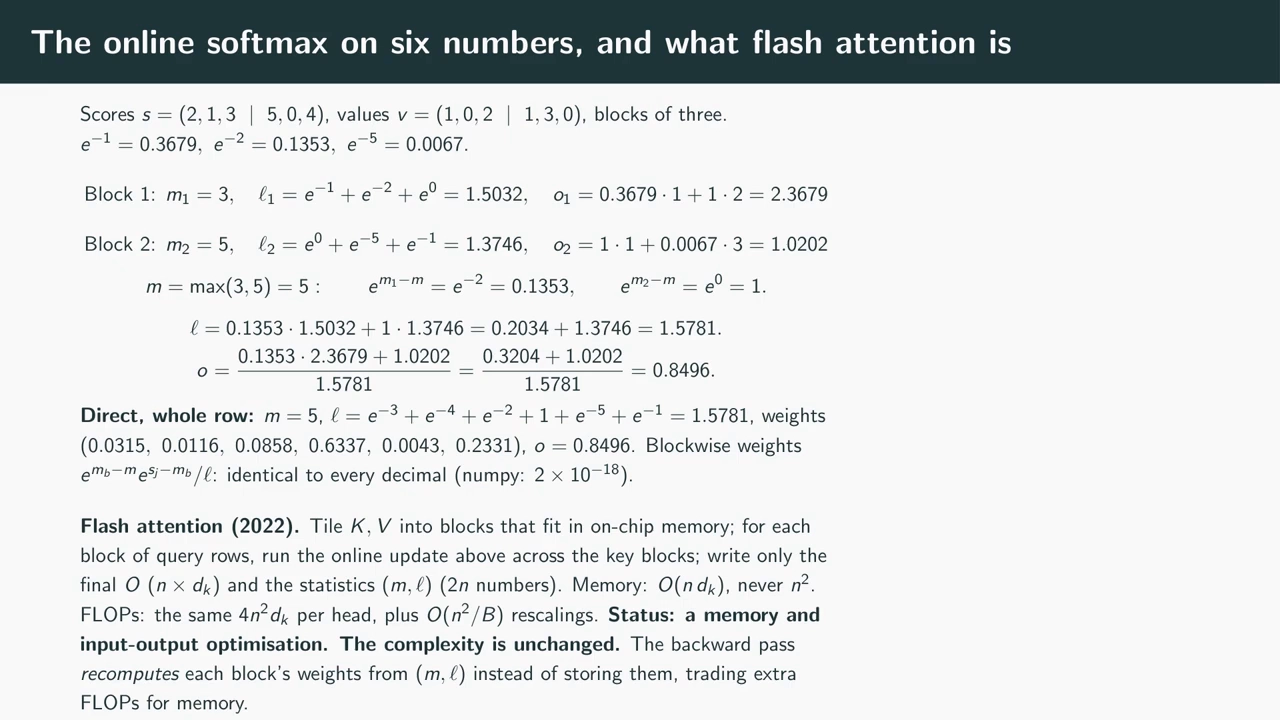 The online softmax on six numbers, and what flash attention is
Scores s = (2, 1, 3 | 5, 0, 4), values v = (1, 0, 2 | 1, 3, 0), blocks of three.
e⁻¹ = 0.3679, e⁻² = 0.1353, e⁻⁵ = 0.0067.
Block 1: m₁ = 3, ℓ₁ = e⁻¹ + e⁻² + e⁰ = 1.5032, o₁ = 0.3679 · 1 + 1 · 2 = 2.3679
Block 2: m₂ = 5, ℓ₂ = e⁰ + e⁻⁵ + e⁻¹ = 1.3746, o₂ = 1 · 1 + 0.0067 · 3 = 1.0202
m = max(3, 5) = 5 : e^{m₁−m} = e⁻² = 0.1353, e^{m₂−m} = e⁰ = 1.
ℓ = 0.1353 · 1.5032 + 1 · 1.3746 = 0.2034 + 1.3746 = 1.5781.
o = (0.1353 · 2.3679 + 1.0202) / 1.5781 = (0.3204 + 1.0202) / 1.5781 = 0.8496.
Direct, whole row: m = 5, ℓ = e⁻³ + e⁻⁴ + e⁻² + 1 + e⁻⁵ + e⁻¹ = 1.5781, weights
(0.0315, 0.0116, 0.0858, 0.6337, 0.0043, 0.2331), o = 0.8496. Blockwise weights
e^{m_b−m} e^{s_j−m_b}/ℓ: identical to every decimal (numpy: 2 × 10⁻¹⁸).
Flash attention (2022). Tile K, V into blocks that fit in on-chip memory; for each
block of query rows, run the online update above across the key blocks; write only the
final O (n × d_k) and the statistics (m, ℓ) (2n numbers). Memory: O(n d_k), never n².
FLOPs: the same 4n²d_k per head, plus O(n²/B) rescalings. Status: a memory and
input-output optimisation. The complexity is unchanged. The backward pass
recomputes each block's weights from (m, ℓ) instead of storing them, trading extra
FLOPs for memory.